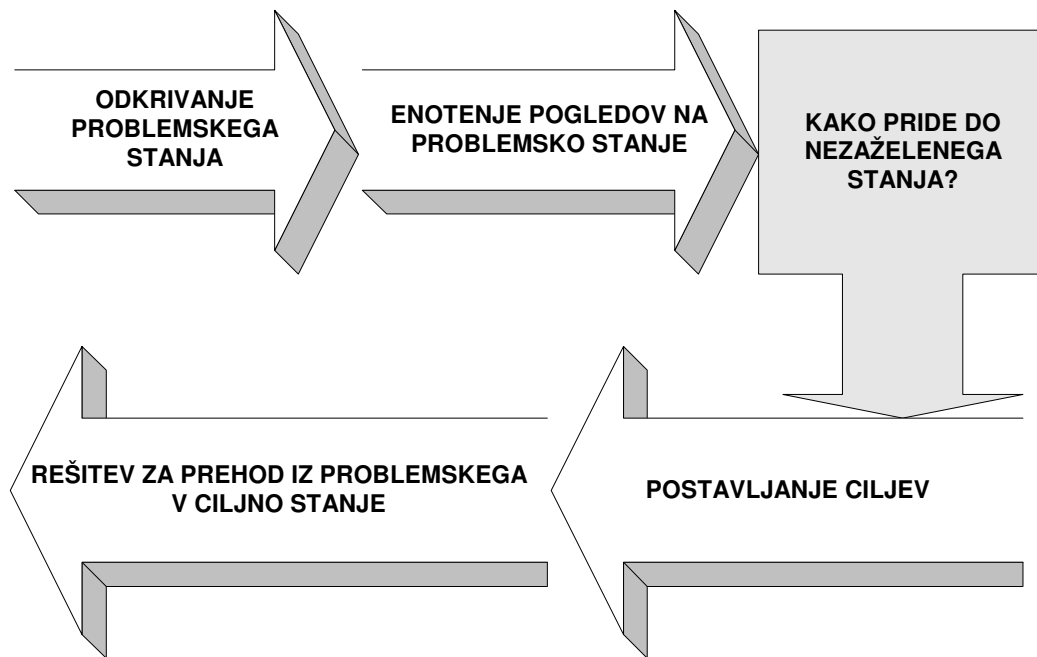 ODKRIVANJE
PROBLEMSKEGA
STANJA
ENOTENJE POGLEDOV NA
PROBLEMSKO STANJE
KAKO PRIDE DO
NEZAŽELENEGA
STANJA?
REŠITEV ZA PREHOD IZ PROBLEMSKEGA
V CILJNO STANJE
POSTAVLJANJE CILJEV